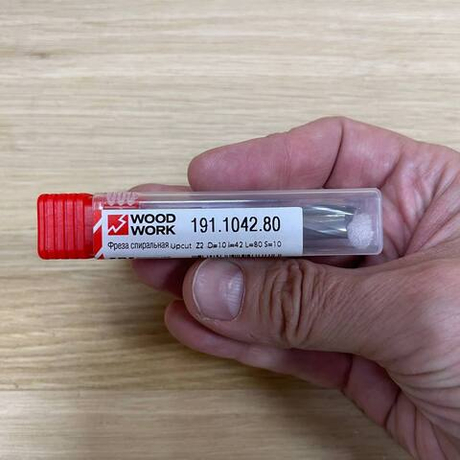 WOOD
WORK
191.1042.80
Фреза спиральная Upcut Z2 D=10 I=42 L=80 S=10